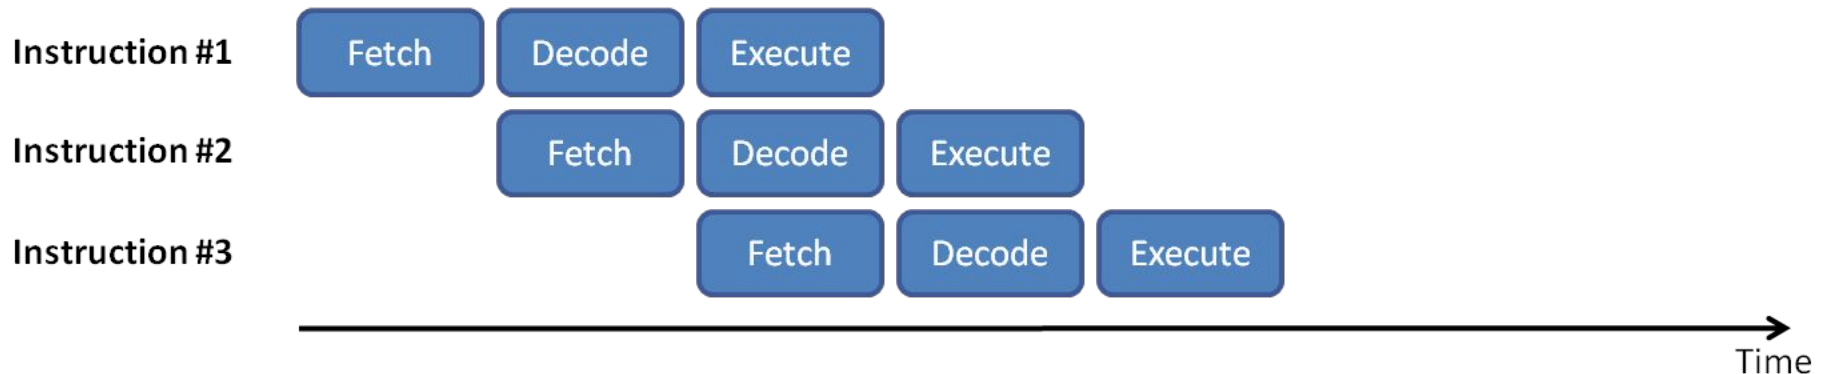 Instruction #1 Fetch Decode Execute
Instruction #2 Fetch Decode Execute
Instruction #3 Fetch Decode Execute
Time